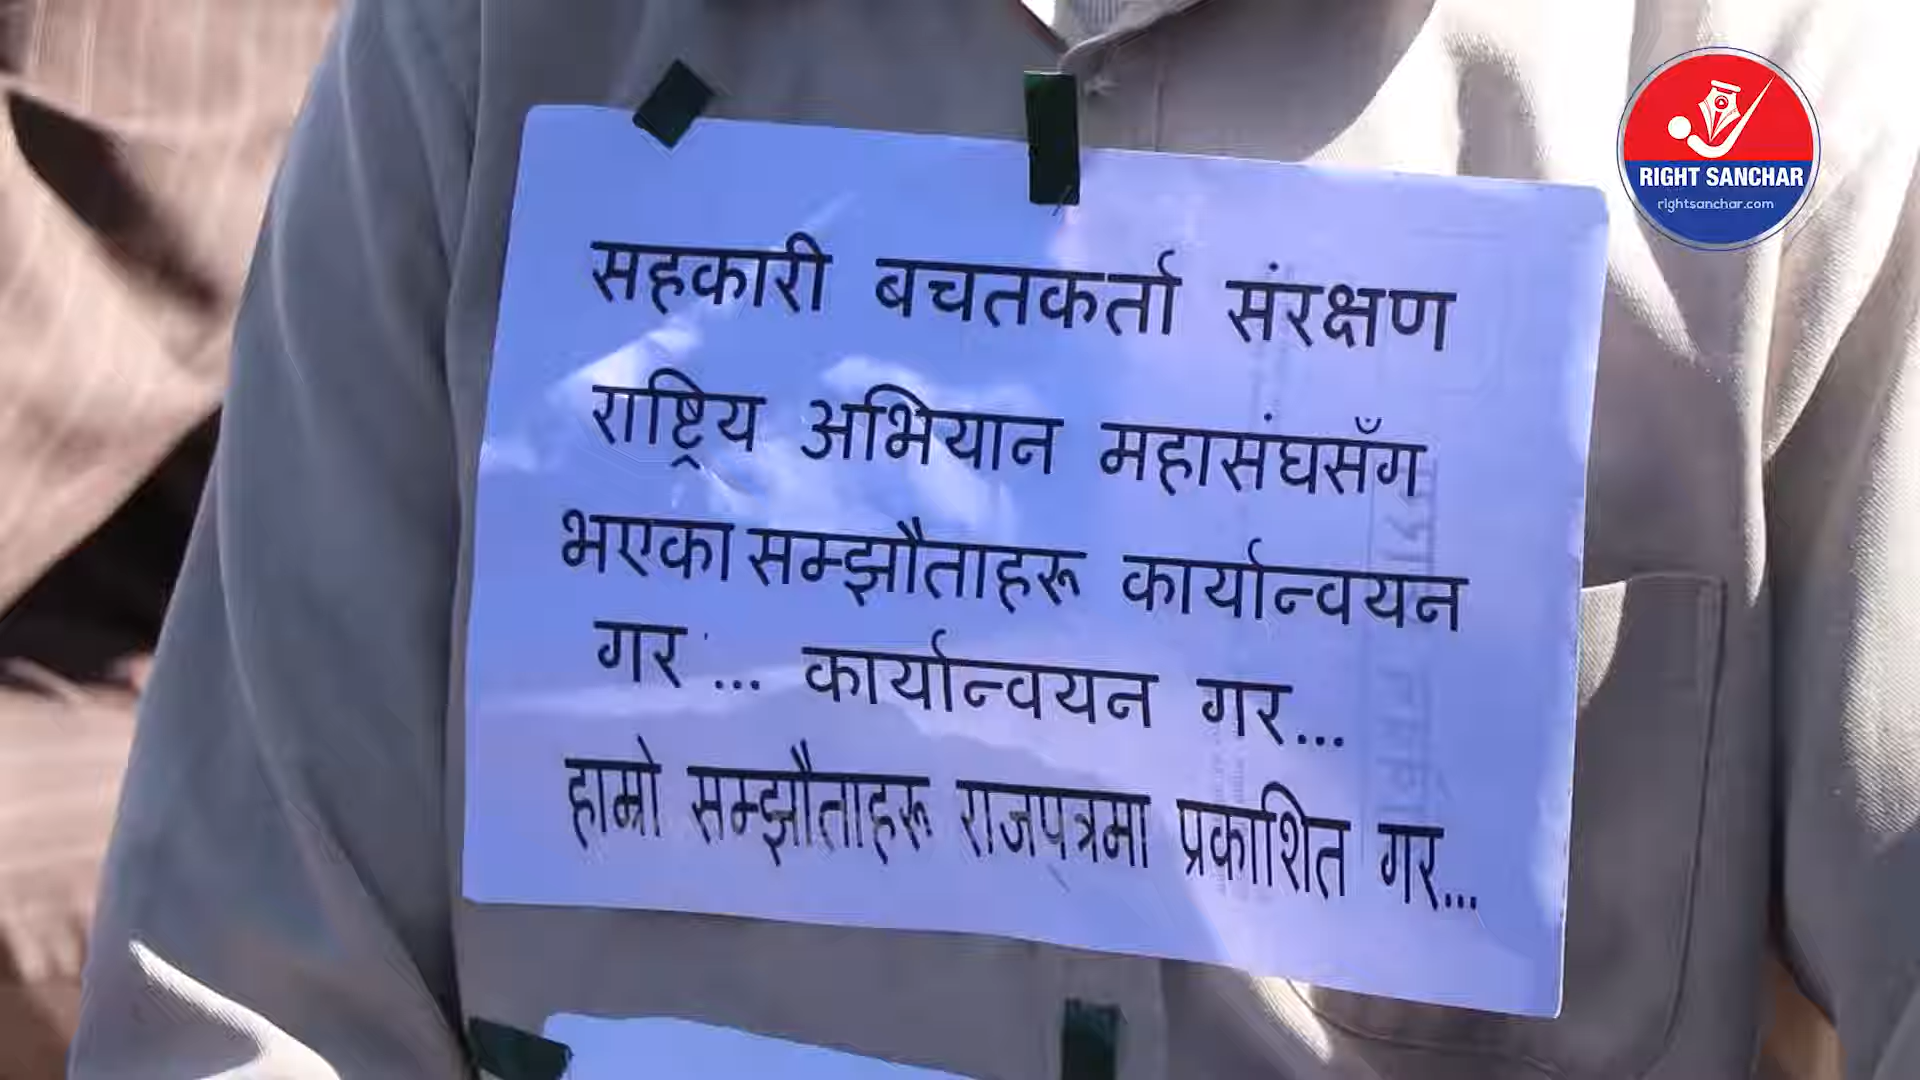 सहकारी बचतकर्ता संरक्षण
राष्ट्रिय अभियान महासंघसँग
भएका सम्झौताहरू कार्यान्वयन
गर ... कार्यान्वयन गर...
हाम्रो सम्झौताहरू राजपत्रमा प्रकाशित गर...
RIGHT SANCHAR
rightsanchar.com